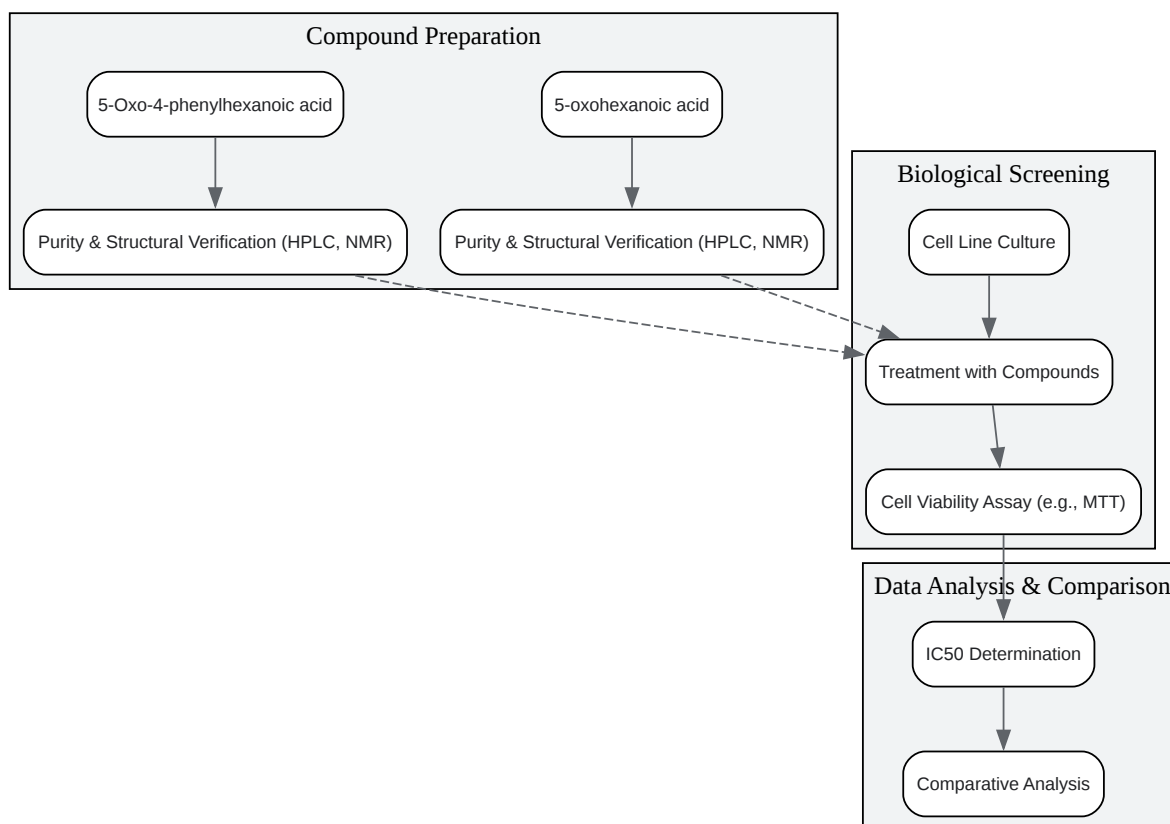 Compound Preparation
5-Oxo-4-phenylhexanoic acid
5-oxohexanoic acid
Purity & Structural Verification (HPLC, NMR)
Purity & Structural Verification (HPLC, NMR)
Biological Screening
Cell Line Culture
Treatment with Compounds
Cell Viability Assay (e.g., MTT)
Data Analysis & Comparison
IC50 Determination
Comparative Analysis